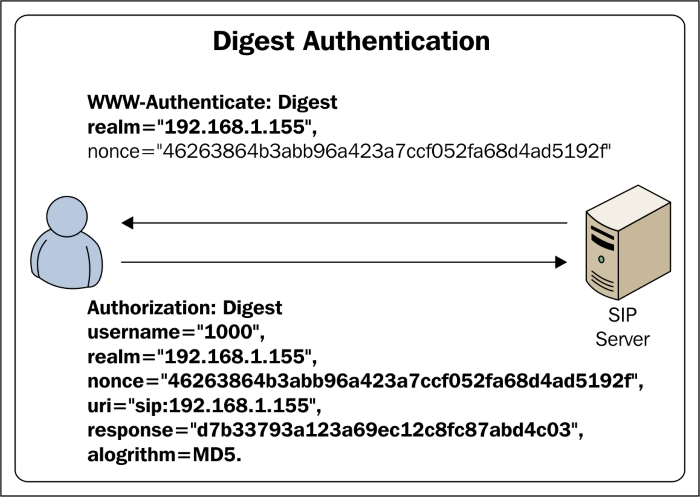 Digest Authentication
WWW-Authenticate: Digest
realm="192.168.1.155",
nonce="46263864b3abb96a423a7ccf052fa68d4ad5192f"
SIP
Server
Authorization: Digest
username="1000",
realm="192.168.1.155",
nonce="46263864b3abb96a423a7ccf052fa68d4ad5192f",
uri="sip:192.168.1.155",
response="d7b33793a123a69ec12c8fc87abd4c03",
alogrithm=MD5.